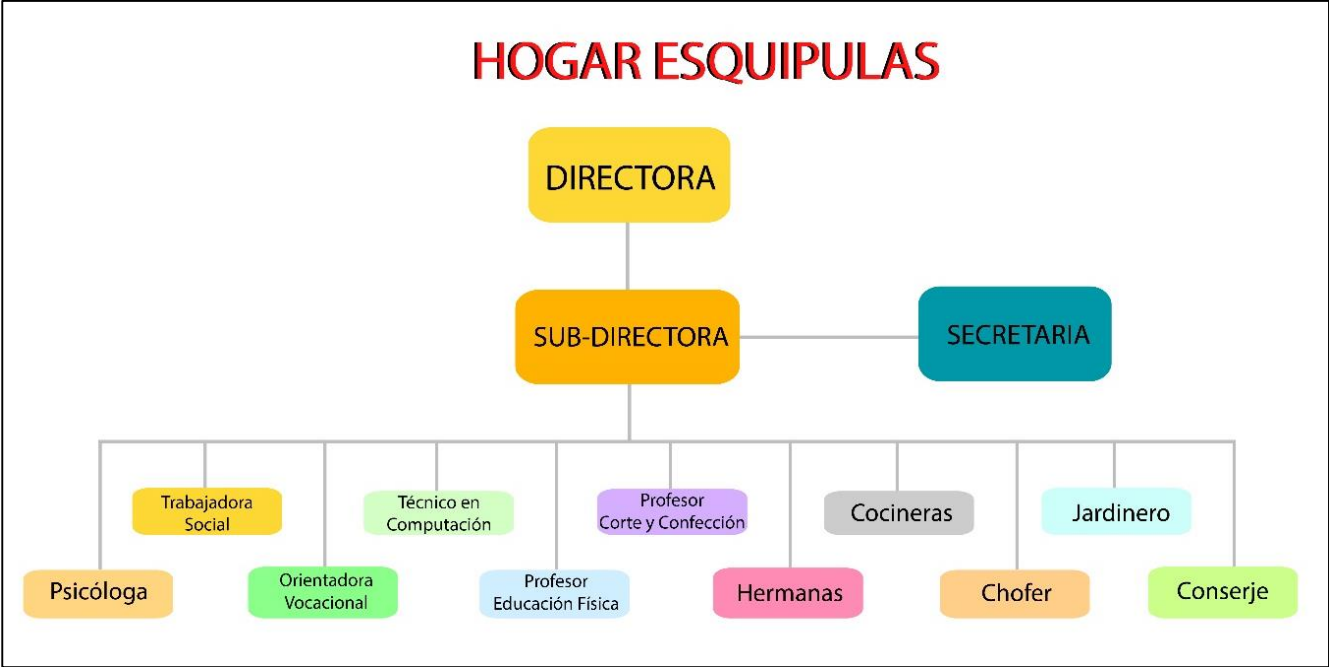 HOGAR ESQUIPULAS
DIRECTORA
SUB-DIRECTORA
SECRETARIA
Trabajadora
Social
Técnico en
Computación
Profesor
Corte y Confección
Cocineras
Jardinero
Psicóloga
Orientadora
Vocacional
Profesor
Educación Física
Hermanas
Chofer
Conserje